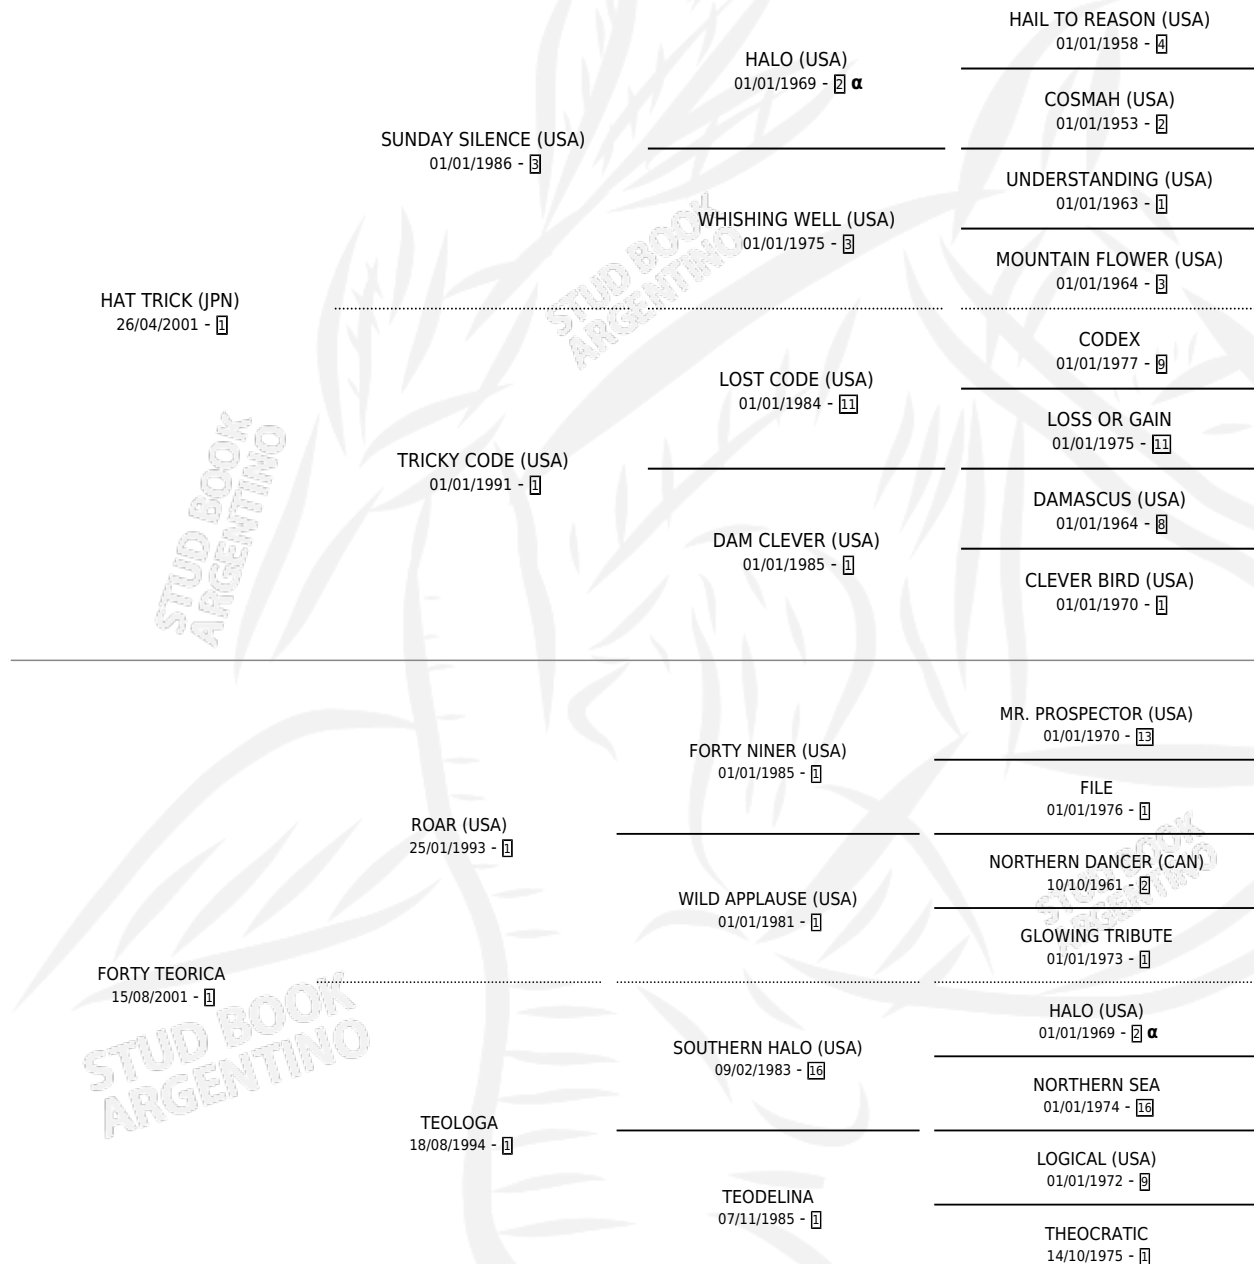 HAT TRICK (JPN)
26/04/2001 - 1
SUNDAY SILENCE (USA)
01/01/1986 - 3
HALO (USA)
01/01/1969 - 2 α
HAIL TO REASON (USA)
01/01/1958 - 4
COSMAH (USA)
01/01/1953 - 2
WHISHING WELL (USA)
01/01/1975 - 3
UNDERSTANDING (USA)
01/01/1963 - 1
MOUNTAIN FLOWER (USA)
01/01/1964 - 3
TRICKY CODE (USA)
01/01/1991 - 1
LOST CODE (USA)
01/01/1984 - 11
CODEX
01/01/1977 - 9
LOSS OR GAIN
01/01/1975 - 11
DAM CLEVER (USA)
01/01/1985 - 1
DAMASCUS (USA)
01/01/1964 - 8
CLEVER BIRD (USA)
01/01/1970 - 1
FORTY TEORICA
15/08/2001 - 1
ROAR (USA)
25/01/1993 - 1
FORTY NINER (USA)
01/01/1985 - 1
MR. PROSPECTOR (USA)
01/01/1970 - 13
FILE
01/01/1976 - 1
WILD APPLAUSE (USA)
01/01/1981 - 1
NORTHERN DANCER (CAN)
10/10/1961 - 2
GLOWING TRIBUTE
01/01/1973 - 1
TEOLOGA
18/08/1994 - 1
SOUTHERN HALO (USA)
09/02/1983 - 16
HALO (USA)
01/01/1969 - 2 α
NORTHERN SEA
01/01/1974 - 16
TEODELINA
07/11/1985 - 1
LOGICAL (USA)
01/01/1972 - 9
THEOCRATIC
14/10/1975 - 1
STUD BOOK
ARGENTINO
STUD BOOK
ARGENTINO
STUD BOOK
ARGENTINO
STUD BOOK
ARGENTINO